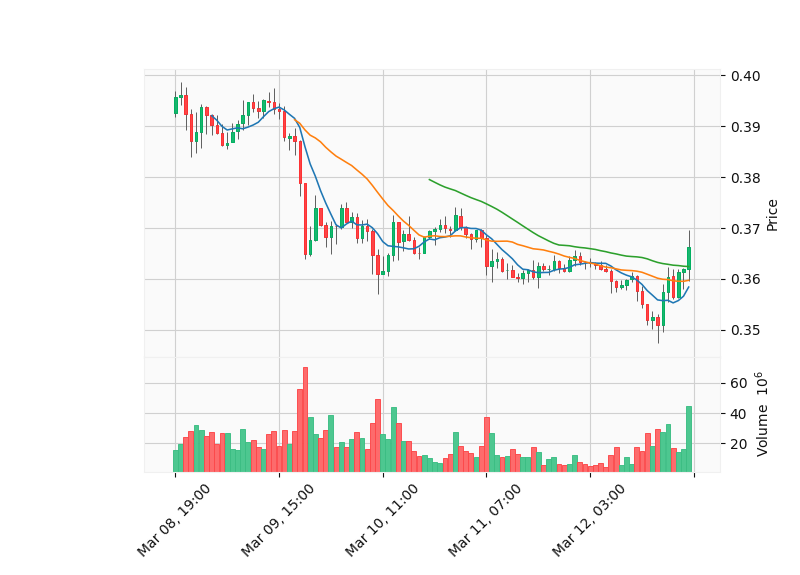 0.40
0.39
0.38
0.37
0.36
0.35
Price
60
40
20
Volume 10^6
Mar 08, 19:00
Mar 09, 15:00
Mar 10, 11:00
Mar 11, 07:00
Mar 12, 03:00